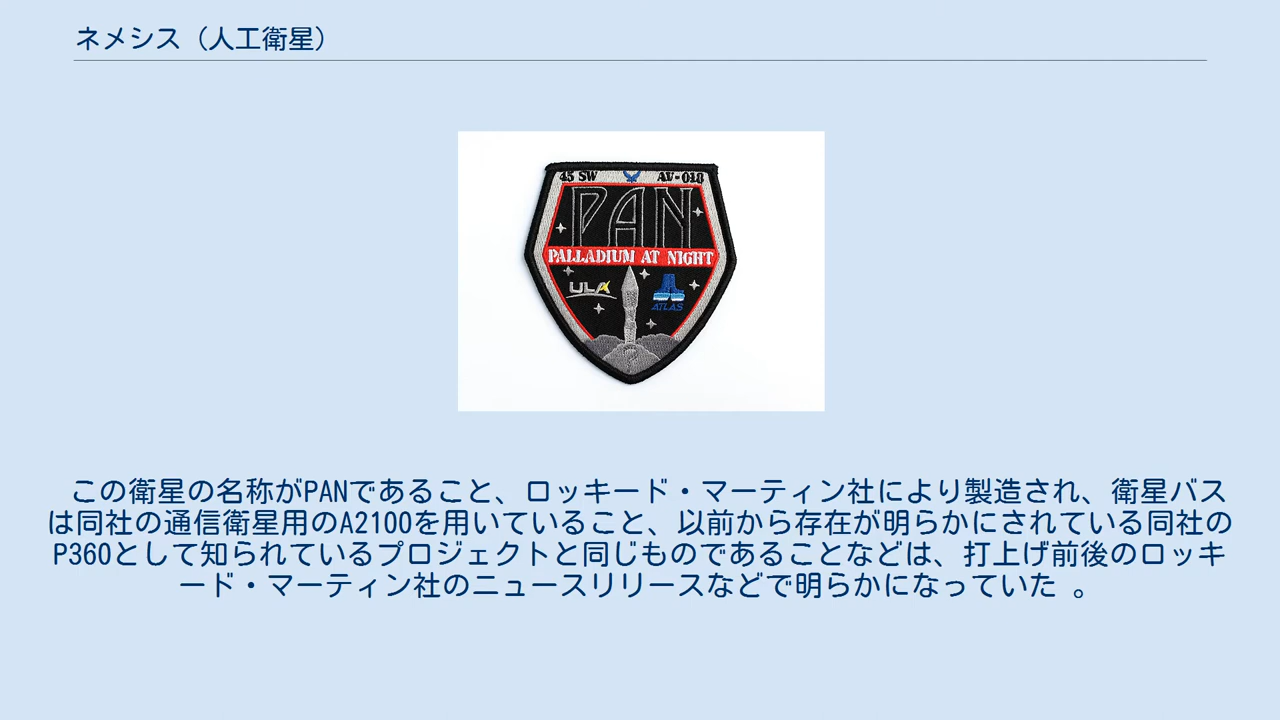 ネメシス（人工衛星）
45 SW AV-018
PAN
PALLADIUM AT NIGHT
ULA
ATLAS
この衛星の名称がPANであること、ロッキード・マーティン社により製造され、衛星バス
は同社の通信衛星用のA2100を用いていること、以前から存在が明らかにされている同社の
P360として知られているプロジェクトと同じものであることなどは、打上げ前後のロッキ
ード・マーティン社のニュースリリースなどで明らかになっていた 。